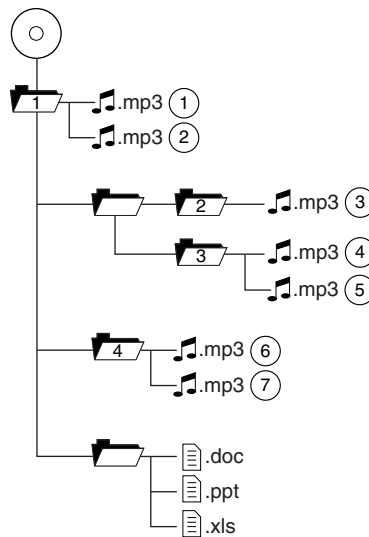 1 .mp3 1
.mp3 2
2 .mp3 3
3 .mp3 4
.mp3 5
4 .mp3 6
.mp3 7
.doc
.ppt
.xls